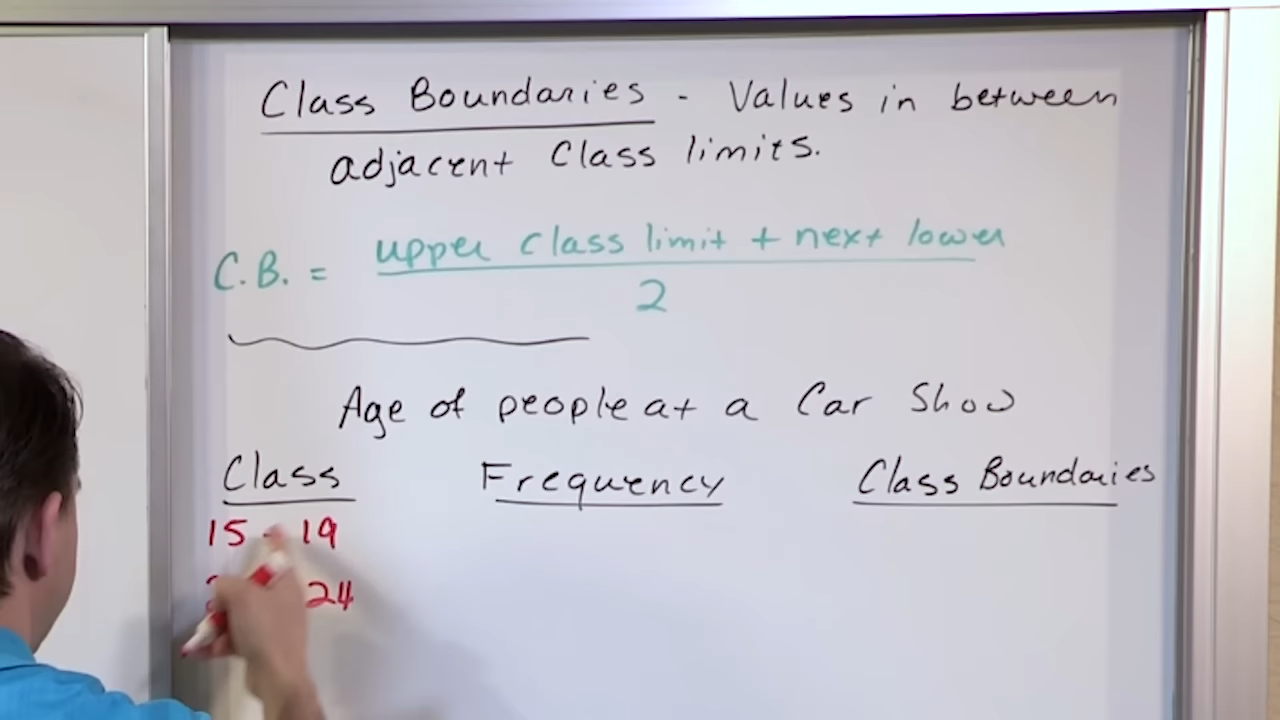 Class Boundaries - Values in between
adjacent Class limits.
C.B. = upper class limit + next lower
2
Age of people at a Car Show
Class Frequency Class Boundaries
15 - 19
24